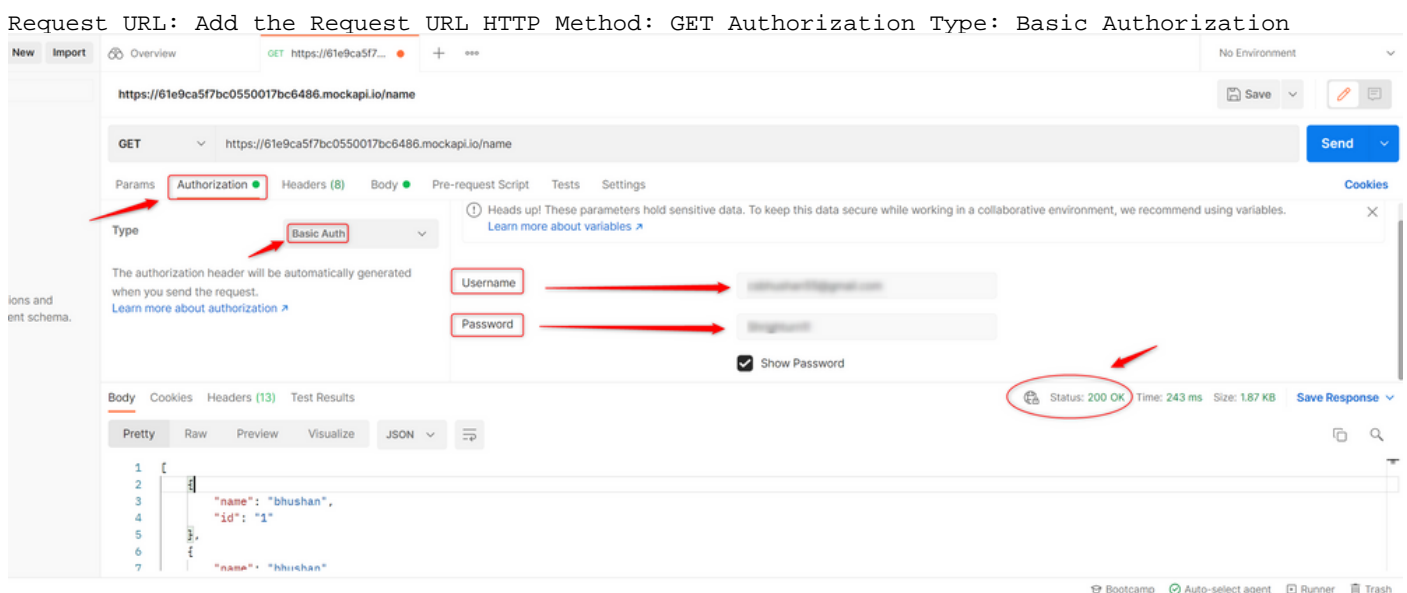 Request URL: Add the Request URL HTTP Method: GET Authorization Type: Basic Authorization
New Import Overview GET https://61e9ca5f7... No Environment
https://61e9ca5f7bc0550017bc6486.mockapi.io/name Save
GET https://61e9ca5f7bc0550017bc6486.mockapi.io/name Send
Params Authorization Headers (8) Body Pre-request Script Tests Settings Cookies
Heads up! These parameters hold sensitive data. To keep this data secure while working in a collaborative environment, we recommend using variables.
Learn more about variables
Type Basic Auth
The authorization header will be automatically generated
when you send the request.
Learn more about authorization
ions and
ent schema.
Username
Password
Show Password
Body Cookies Headers (13) Test Results Status: 200 OK Time: 243 ms Size: 1.87 KB Save Response
Pretty Raw Preview Visualize JSON
1 [
2 {
3 "name": "bhushan",
4 "id": "1"
5 },
6 {
7 "name": "bhushan"
Bootcamp Auto-select agent Runner Trash